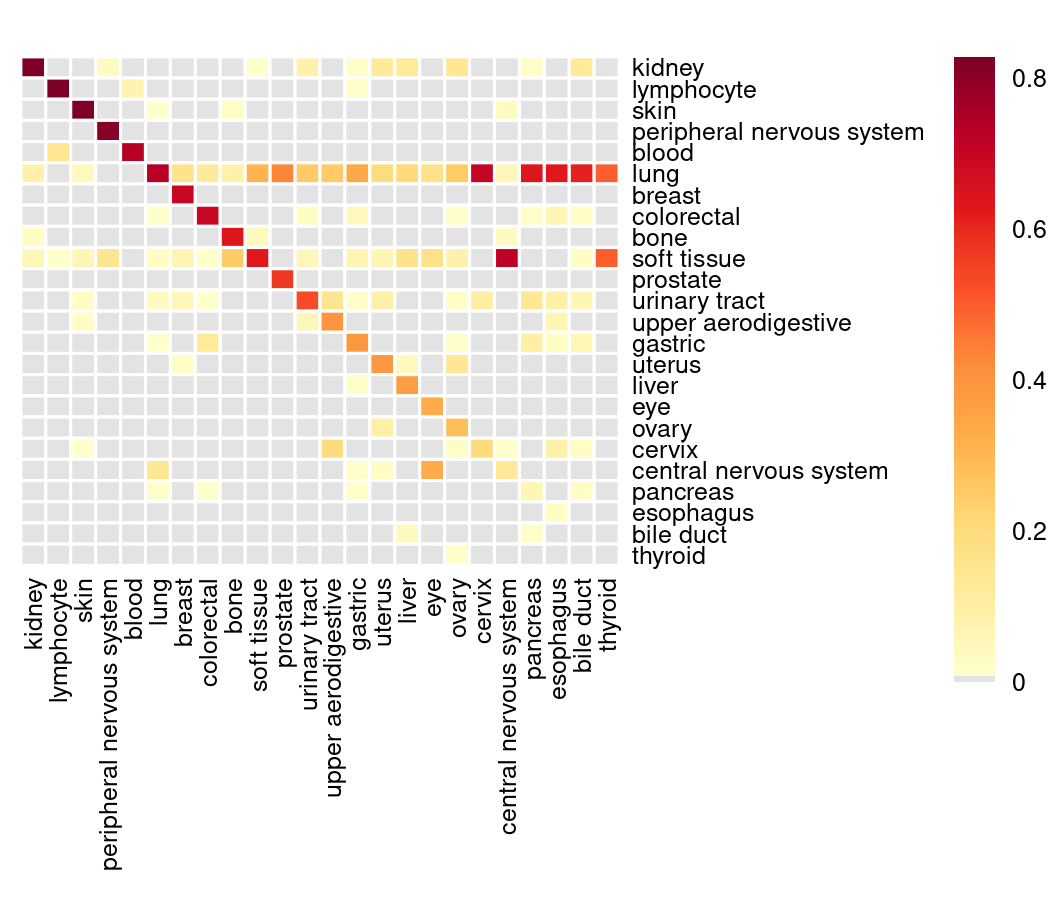 kidney
lymphocyte
skin
peripheral nervous system
blood
lung
breast
colorectal
bone
soft tissue
prostate
urinary tract
upper aerodigestive
gastric
uterus
liver
eye
ovary
cervix
central nervous system
pancreas
esophagus
bile duct
thyroid
0.8
0.6
0.4
0.2
0
kidney
lymphocyte
skin
peripheral nervous system
blood
lung
breast
colorectal
bone
soft tissue
prostate
urinary tract
upper aerodigestive
gastric
uterus
liver
eye
ovary
cervix
central nervous system
pancreas
esophagus
bile duct
thyroid